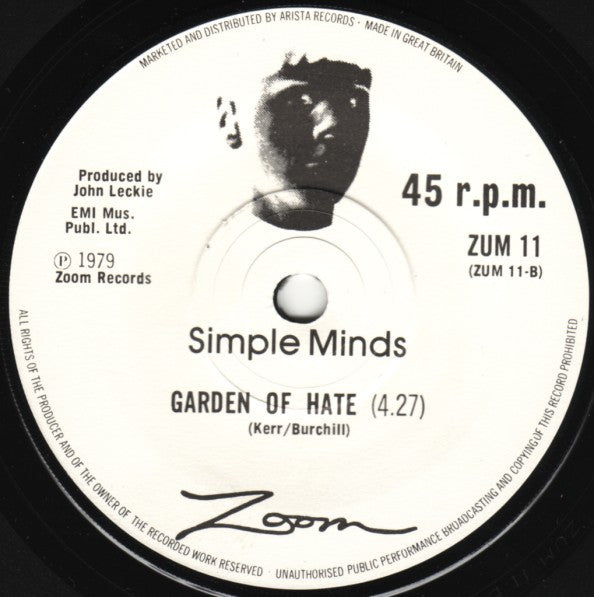 MARKETED AND DISTRIBUTED BY ARISTA RECORDS · MADE IN GREAT BRITAIN
Produced by
John Leckie
EMI Mus.
Publ. Ltd.
Ⓟ 1979
Zoom Records
45 r.p.m.
ZUM 11
(ZUM 11-B)
Simple Minds
GARDEN OF HATE (4.27)
(Kerr/Burchill)
Zoom
ALL RIGHTS OF THE PRODUCER AND OF THE OWNER OF THE RECORDED WORK RESERVED · UNAUTHORISED PUBLIC PERFORMANCE BROADCASTING AND COPYING OF THIS RECORD PROHIBITED